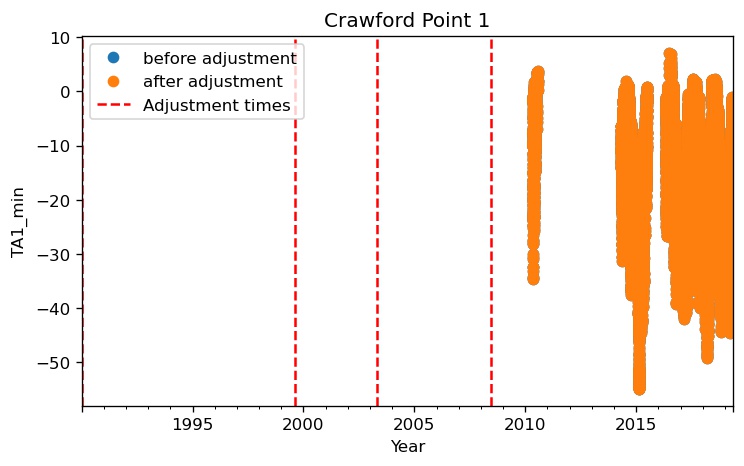 Crawford Point 1
before adjustment
after adjustment
Adjustment times
TA1_min
10
0
−10
−20
−30
−40
−50
1995
2000
2005
2010
2015
Year